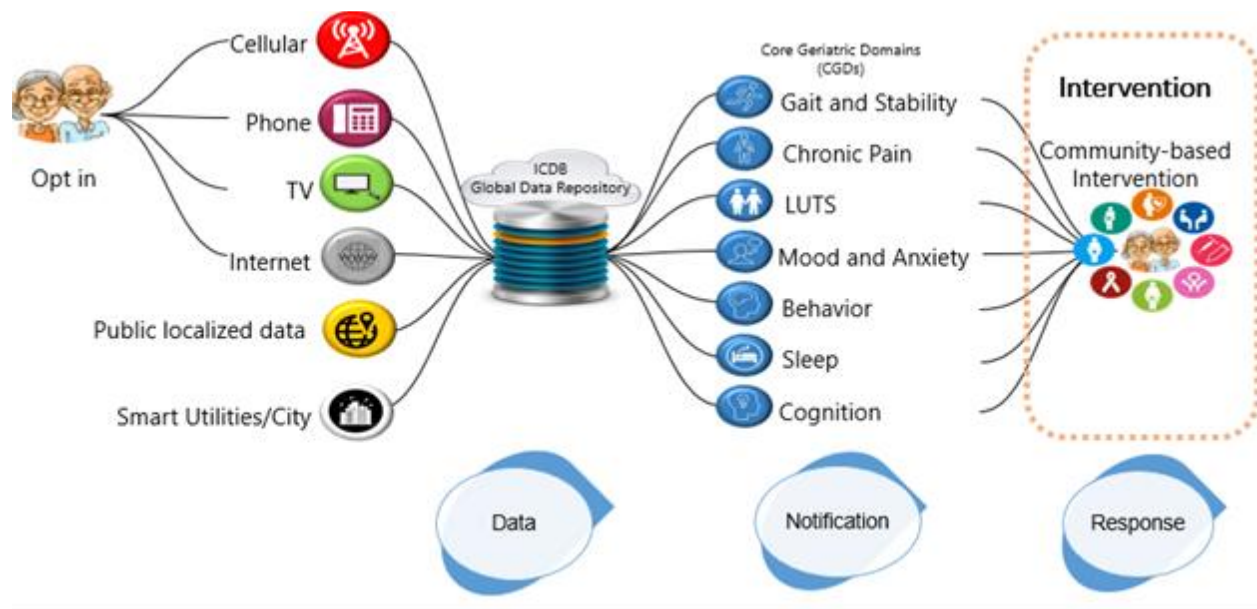 Cellular
Phone
TV
Internet
Public localized data
Smart Utilities/City
Opt in
ICDB
Global Data Repository
Core Geriatric Domains
(CGDs)
Gait and Stability
Chronic Pain
LUTS
Mood and Anxiety
Behavior
Sleep
Cognition
Intervention
Community-based
Intervention
Data
Notification
Response